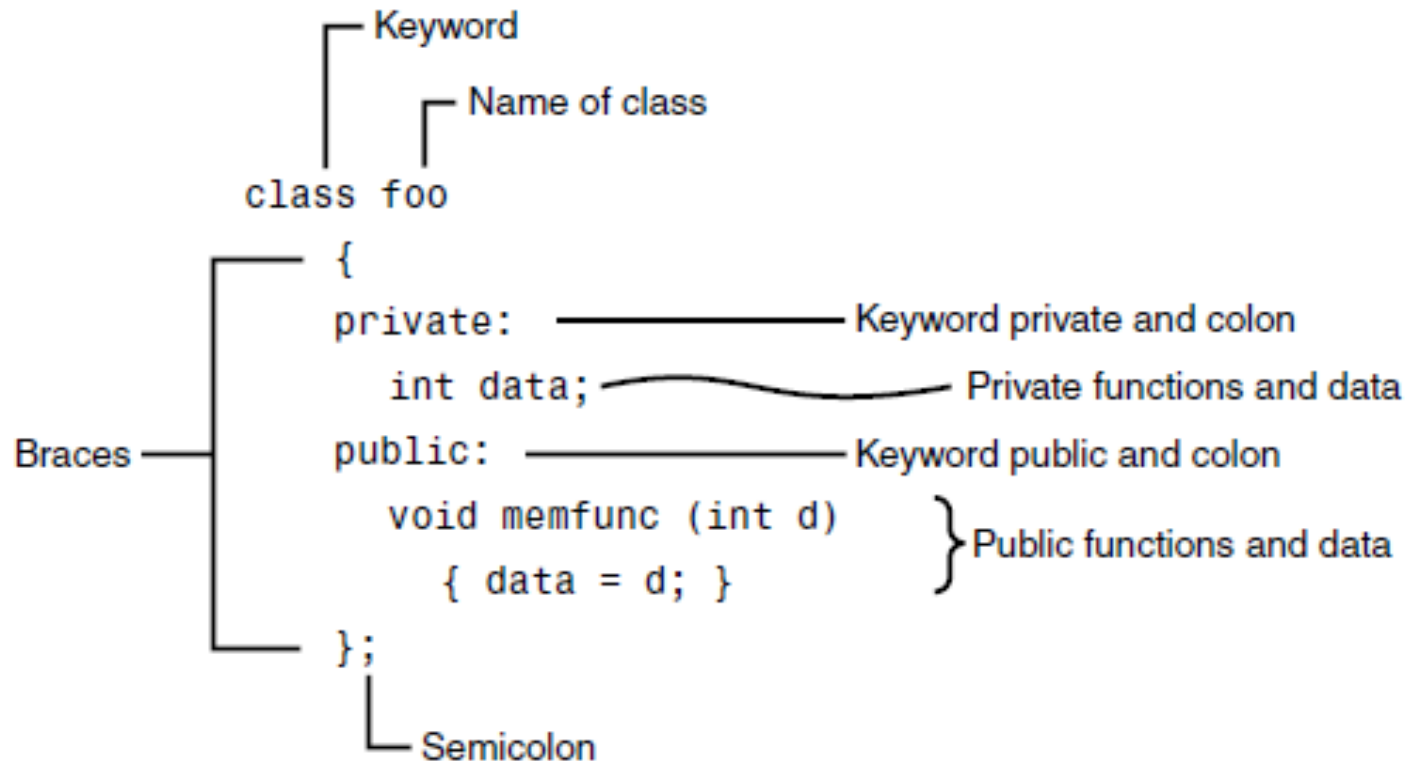 Keyword
Name of class
class foo
{
private: Keyword private and colon
int data; Private functions and data
Braces public: Keyword public and colon
void memfunc (int d)
Public functions and data
{ data = d; }
};
Semicolon